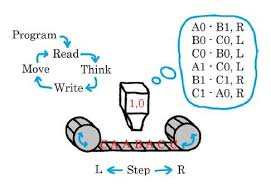 Program
Read
Move
Think
Write
1,0
A0 - B1, R
B0 - C0, L
C0 - B0, L
A1 - C0, L
B1 - C1, R
C1 - A0, R
C A A B A C C
L ← Step → R